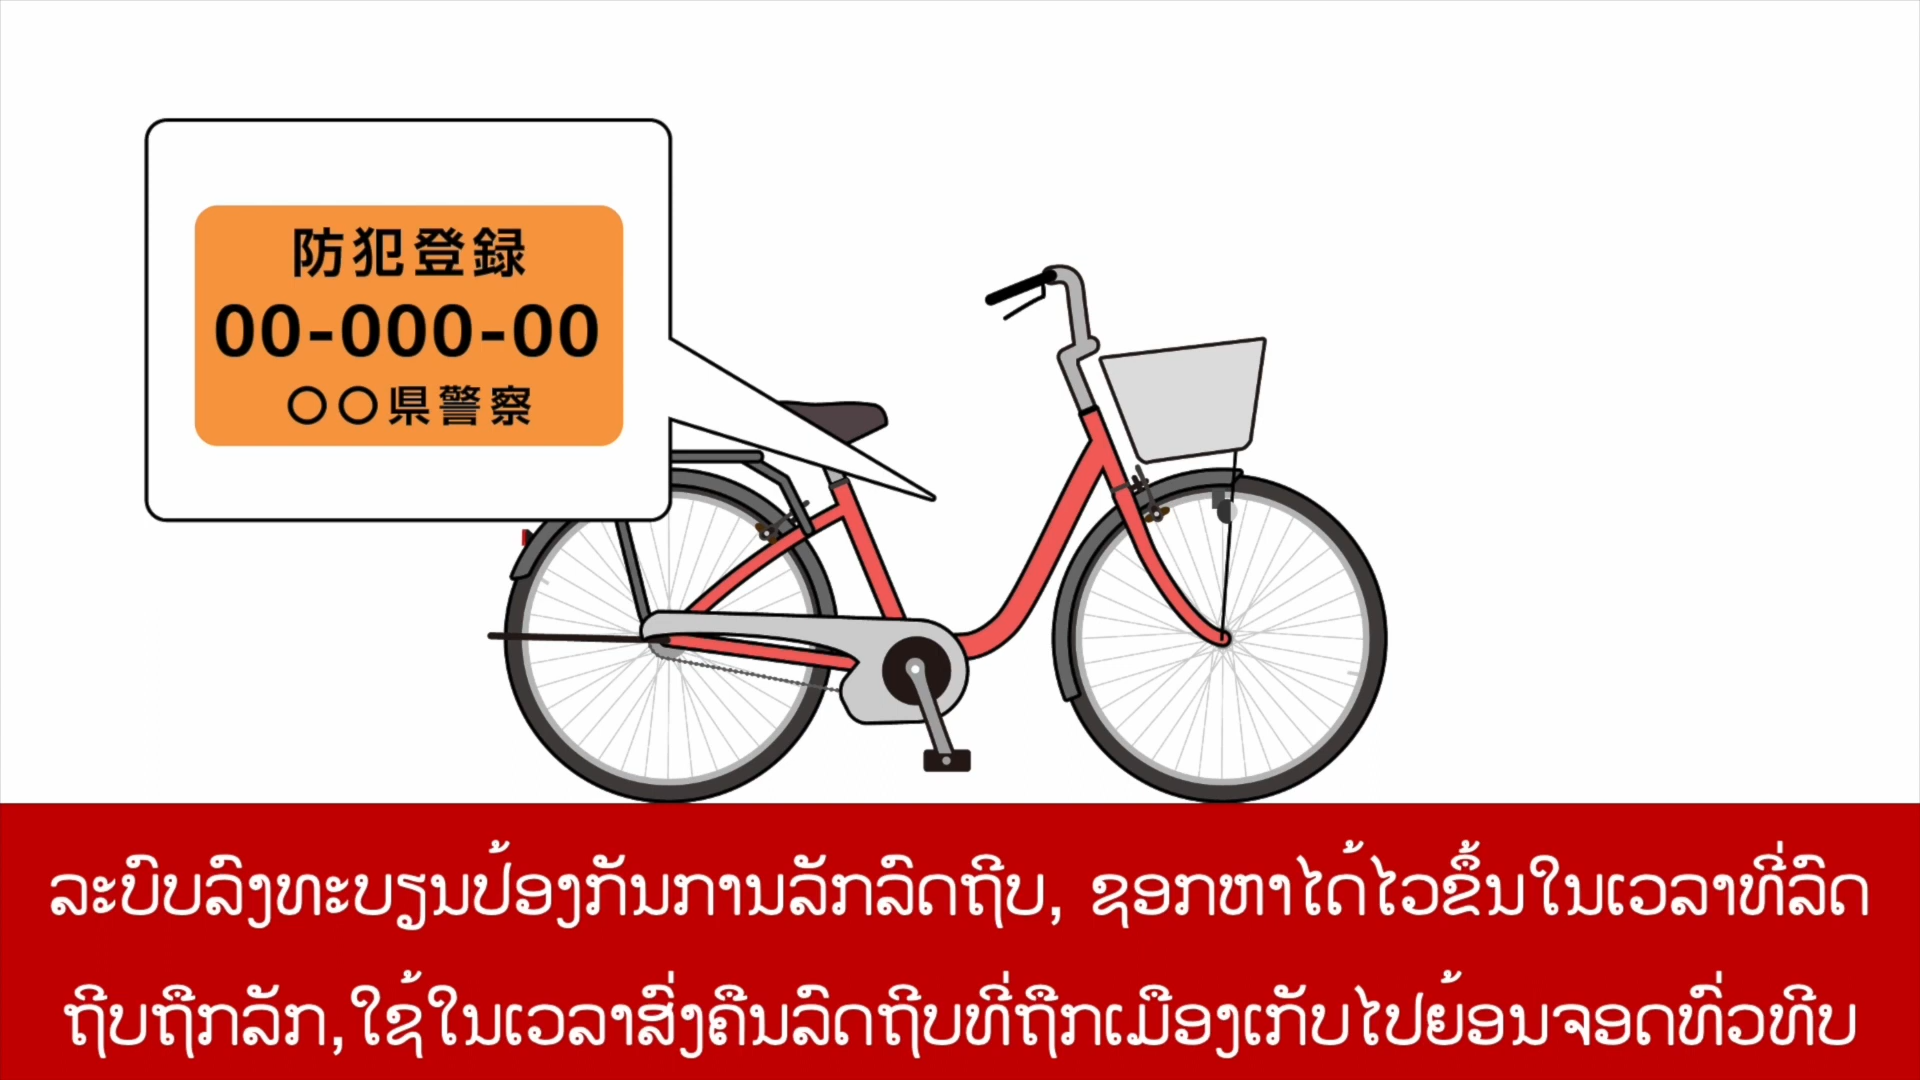 防犯登録
00-000-00
〇〇県警察
ລະບົບລົງທະບຽນປ້ອງກັນການລັກລົດຖີບ, ຊອກຫາໄດ້ໄວຂຶ້ນໃນເວລາທີ່ລົດ
ຖີບຖືກລັກ,ໃຊ້ໃນເວລາສົ່ງຄືນລົດຖີບທີ່ຖືກເມືອງເກັບໄປຍ້ອນຈອດທົ່ວທີບ